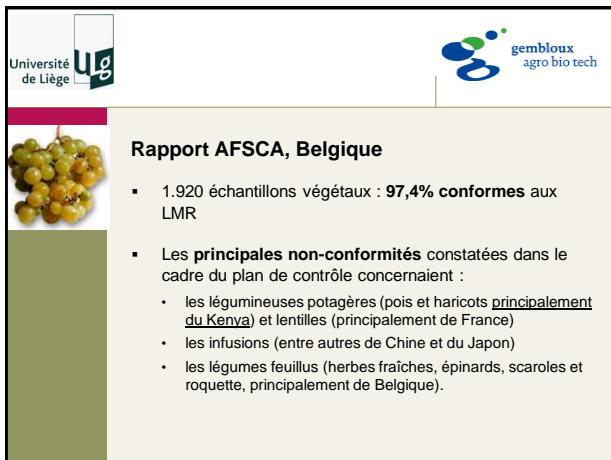 Université
de Liège
ULg
gembloux
agro bio tech
Rapport AFSCA, Belgique
▪ 1.920 échantillons végétaux : 97,4% conformes aux
LMR
▪ Les principales non-conformités constatées dans le
cadre du plan de contrôle concernaient :
• les légumineuses potagères (pois et haricots principalement
du Kenya) et lentilles (principalement de France)
• les infusions (entre autres de Chine et du Japon)
• les légumes feuillus (herbes fraîches, épinards, scaroles et
roquette, principalement de Belgique).